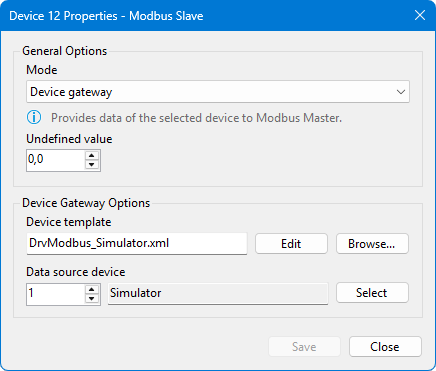 Device 12 Properties - Modbus Slave
General Options
Mode
Device gateway
Provides data of the selected device to Modbus Master.
Undefined value
0,0
Device Gateway Options
Device template
DrvModbus_Simulator.xml Edit Browse...
Data source device
1 Simulator Select
Save Close